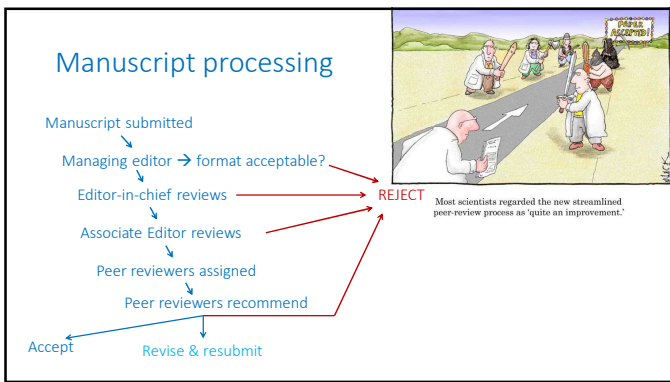 Manuscript processing
PAPER
ACCEPTED!
Manuscript submitted
Managing editor → format acceptable?
Editor-in-chief reviews
REJECT
Most scientists regarded the new streamlined
peer-review process as ‘quite an improvement.’
Associate Editor reviews
Peer reviewers assigned
Peer reviewers recommend
Accept
Revise & resubmit